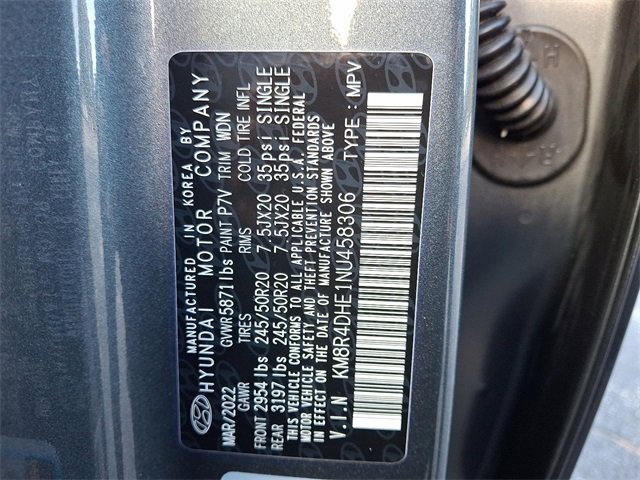 MANUFACTURED IN KOREA BY
HYUNDAI MOTOR COMPANY
MAR/2022 GVWR 5871 lbs PAINT P7V TRIM WDN
GAWR TIRES RIMS COLD TIRE INFL
FRONT 2954 lbs 245/50R20 7.5JX20 35psi SINGLE
REAR 3197 lbs 245/50R20 7.5JX20 35psi SINGLE
THIS VEHICLE CONFORMS TO ALL APPLICABLE U.S.A. FEDERAL
MOTOR VEHICLE SAFETY AND THEFT PREVENTION STANDARDS
IN EFFECT ON THE DATE OF MANUFACTURE SHOWN ABOVE
V.I.N : KM8R4DHE1NU458306 TYPE : MPV